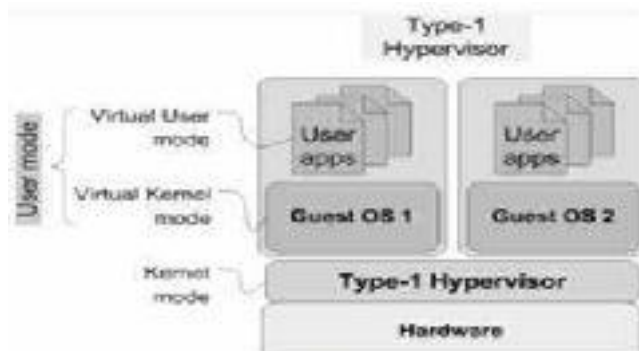 Type-1
Hypervisor
User mode
Virtual User
mode
User
apps
User
apps
Virtual Kernel
mode
Guest OS 1
Guest OS 2
Kernel
mode
Type-1 Hypervisor
Hardware